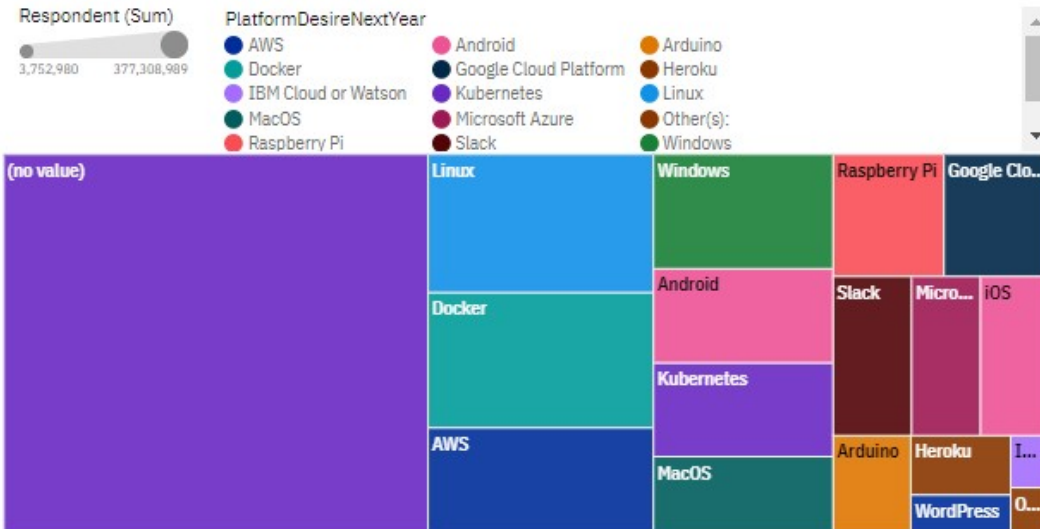 Respondent (Sum)
3,752,980 377,308,989
PlatformDesireNextYear
AWS Android Arduino
Docker Google Cloud Platform Heroku
IBM Cloud or Watson Kubernetes Linux
MacOS Microsoft Azure Other(s):
Raspberry Pi Slack Windows
(no value) Linux Windows Raspberry Pi Google Clo...
Android
Slack Micro... iOS
Docker
Kubernetes
AWS Arduino Heroku I...
MacOS
WordPress O...